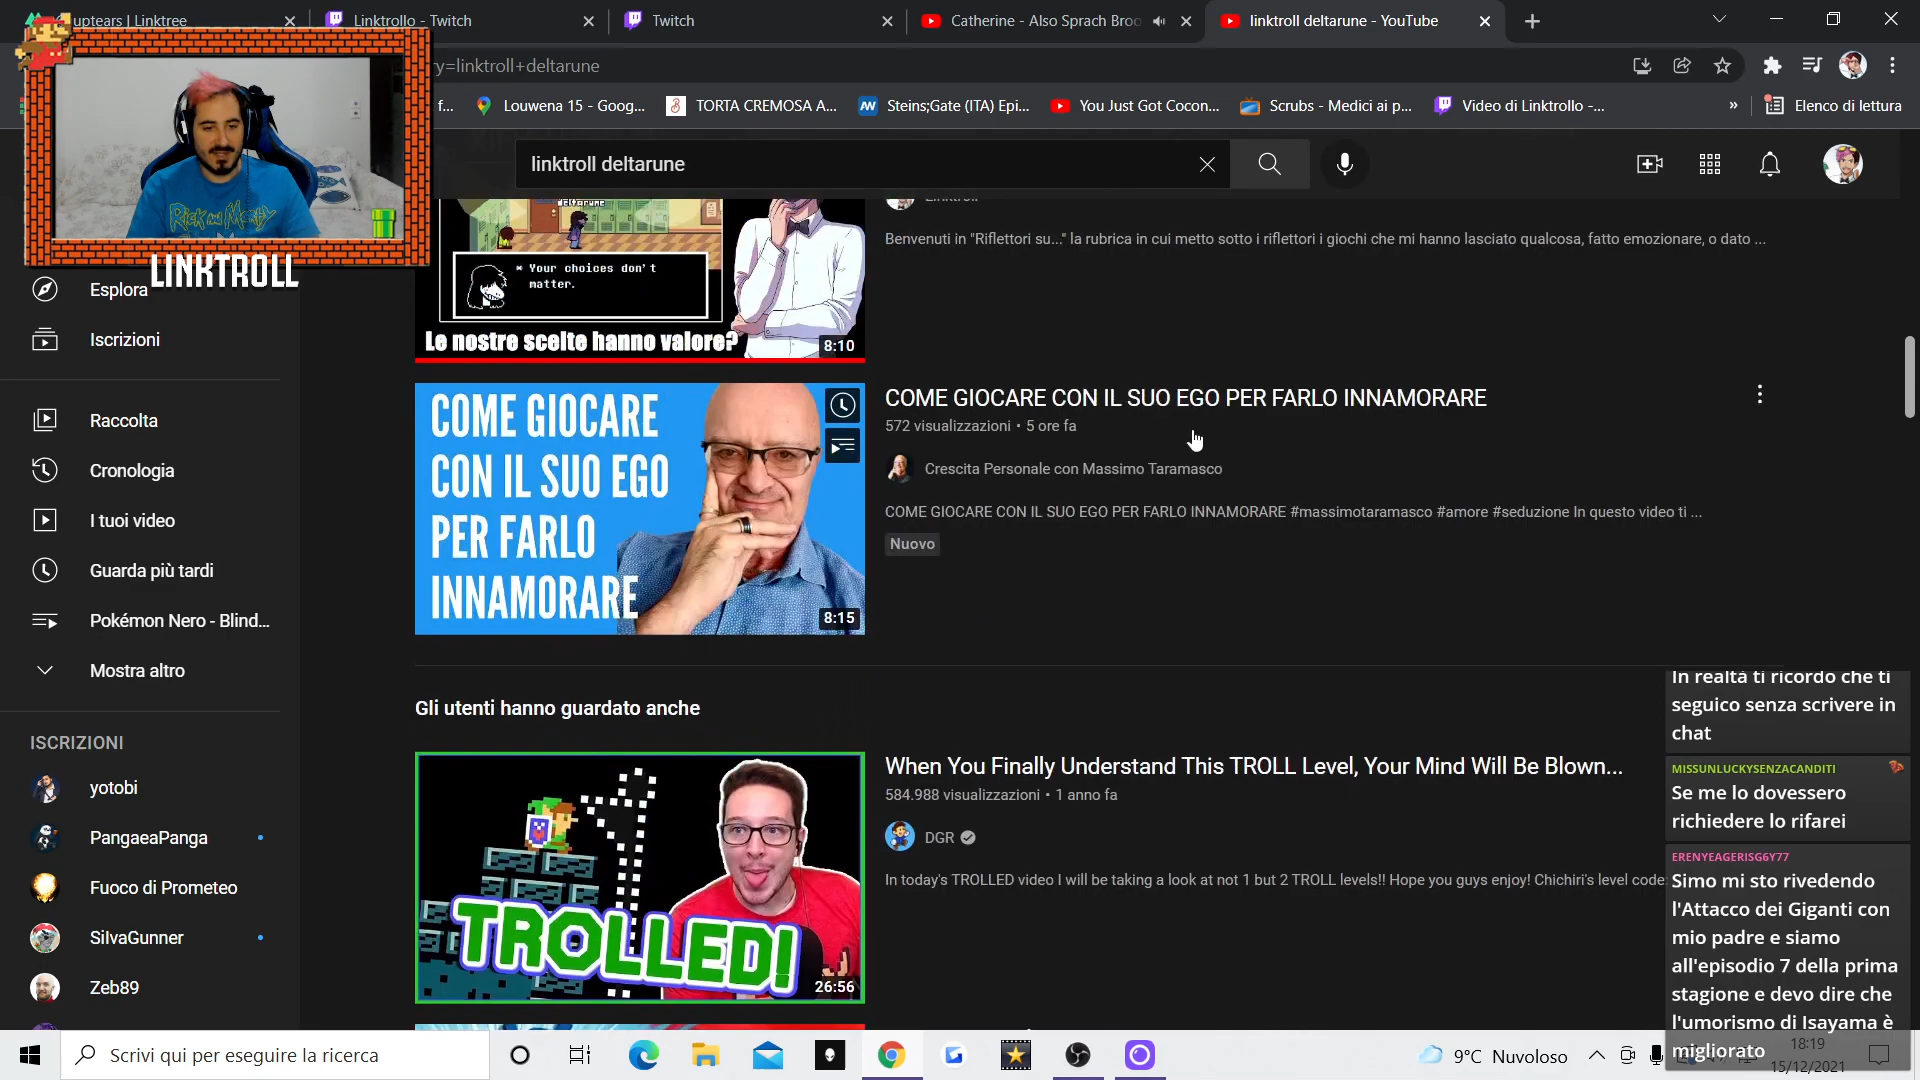 uptears | Linktree
Linktrollo - Twitch
Twitch
Catherine - Also Sprach Broo
linktroll deltarune - YouTube
y=linktroll+deltarune
f...
Louwena 15 - Goog...
TORTA CREMOSA A...
Steins;Gate (ITA) Epi...
You Just Got Cocon...
Scrubs - Medici ai p...
Video di Linktrollo -...
»
Elenco di lettura
linktroll deltarune
LINKTROLL
Esplora
Iscrizioni
Raccolta
Cronologia
I tuoi video
Guarda più tardi
Pokémon Nero - Blind...
Mostra altro
ISCRIZIONI
yotobi
PangaeaPanga
Fuoco di Prometeo
SilvaGunner
Zeb89
deltarune
* Your choices don't
matter.
Le nostre scelte hanno valore?
8:10
Benvenuti in "Riflettori su..." la rubrica in cui metto sotto i riflettori i giochi che mi hanno lasciato qualcosa, fatto emozionare, o dato ...
COME GIOCARE
CON IL SUO EGO
PER FARLO
INNAMORARE
8:15
COME GIOCARE CON IL SUO EGO PER FARLO INNAMORARE
572 visualizzazioni • 5 ore fa
Crescita Personale con Massimo Taramasco
COME GIOCARE CON IL SUO EGO PER FARLO INNAMORARE #massimotaramasco #amore #seduzione In questo video ti ...
Nuovo
Gli utenti hanno guardato anche
TROLLED!
26:56
When You Finally Understand This TROLL Level, Your Mind Will Be Blown...
584.988 visualizzazioni • 1 anno fa
DGR
In today's TROLLED video I will be taking a look at not 1 but 2 TROLL levels!! Hope you guys enjoy! Chichiri's level code:
In realtà ti ricordo che ti
seguico senza scrivere in
chat
MISSUNLUCKYSENZACANDITI
Se me lo dovessero
richiedere lo rifarei
ERENYEAGERISG6Y77
Simo mi sto rivedendo
l'Attacco dei Giganti con
mio padre e siamo
all'episodio 7 della prima
stagione e devo dire che
l'umorismo di Isayama è
migliorato
Scrivi qui per eseguire la ricerca
9°C Nuvoloso
18:19
15/12/2021